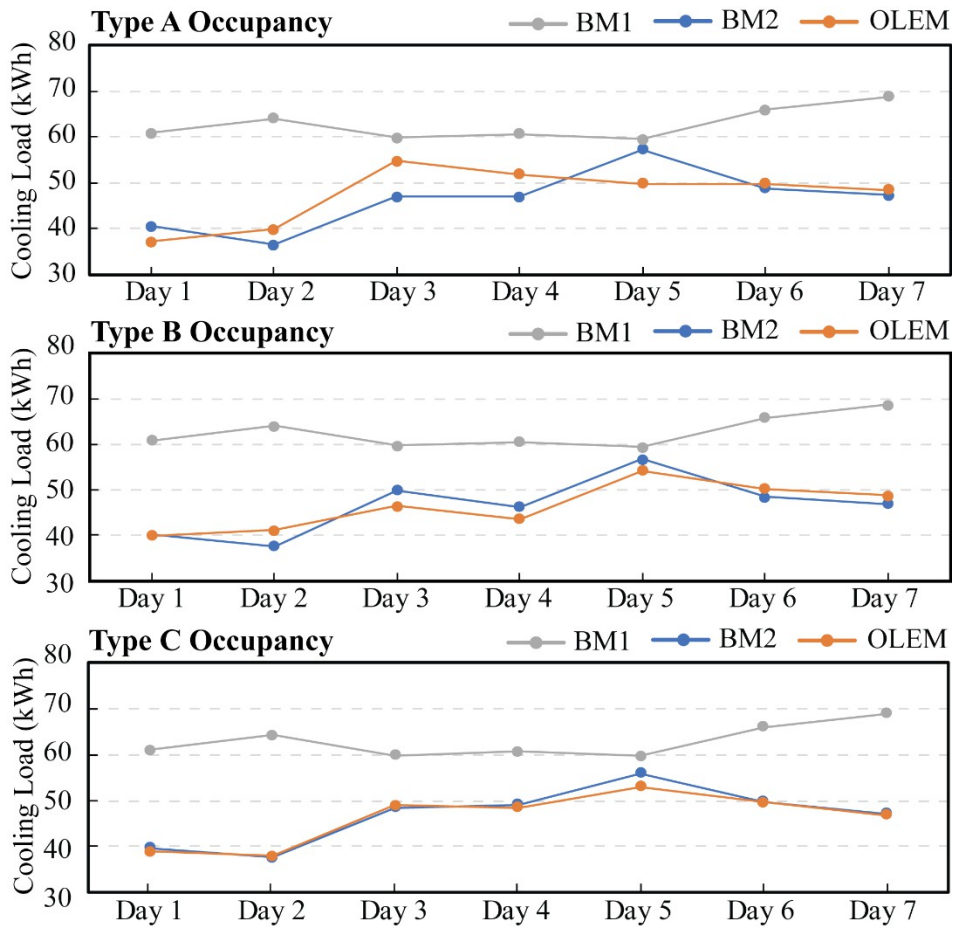 Type A Occupancy BM1 BM2 OLEM
Cooling Load (kWh)
80
70
60
50
40
30
Day 1 Day 2 Day 3 Day 4 Day 5 Day 6 Day 7
Type B Occupancy BM1 BM2 OLEM
Cooling Load (kWh)
80
70
60
50
40
30
Day 1 Day 2 Day 3 Day 4 Day 5 Day 6 Day 7
Type C Occupancy BM1 BM2 OLEM
Cooling Load (kWh)
80
70
60
50
40
30
Day 1 Day 2 Day 3 Day 4 Day 5 Day 6 Day 7